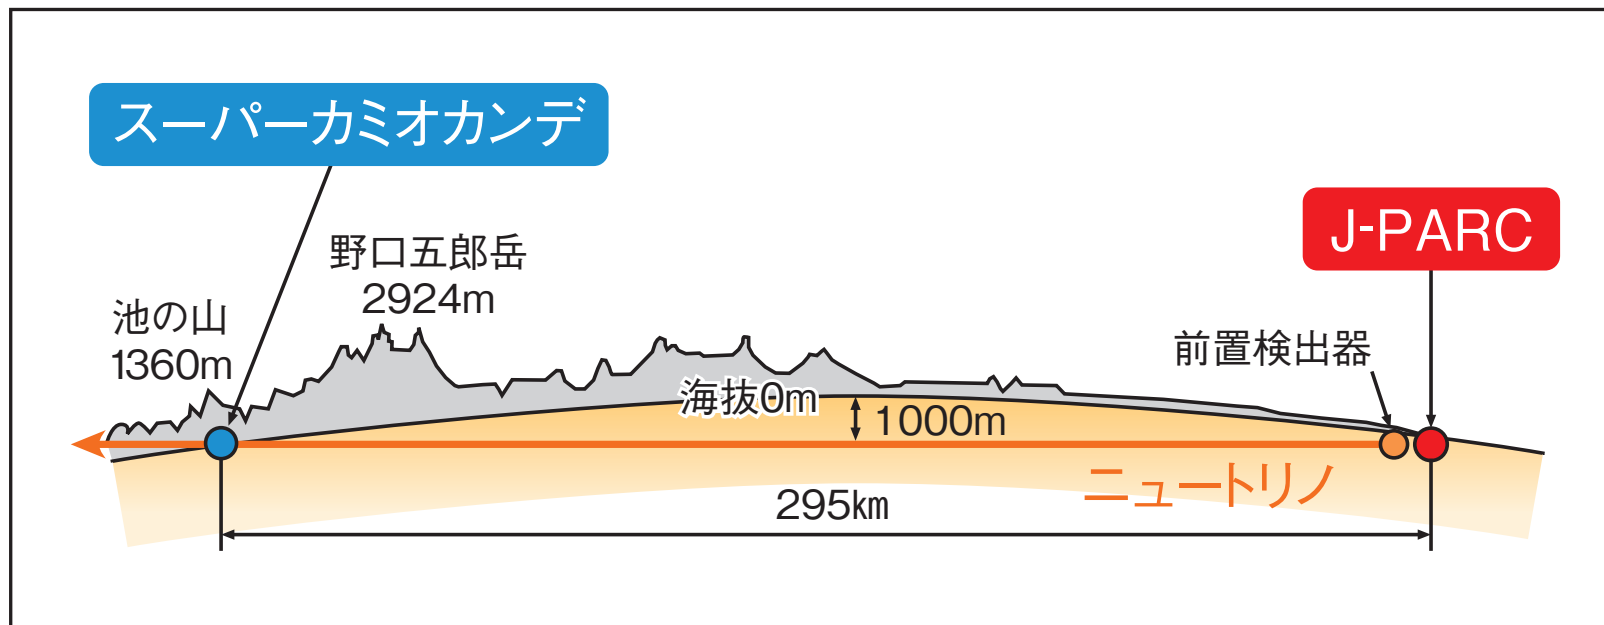 スーパーカミオカンデ
J-PARC
野口五郎岳
2924m
池の山
1360m
前置検出器
海抜0m
1000m
ニュートリノ
295km